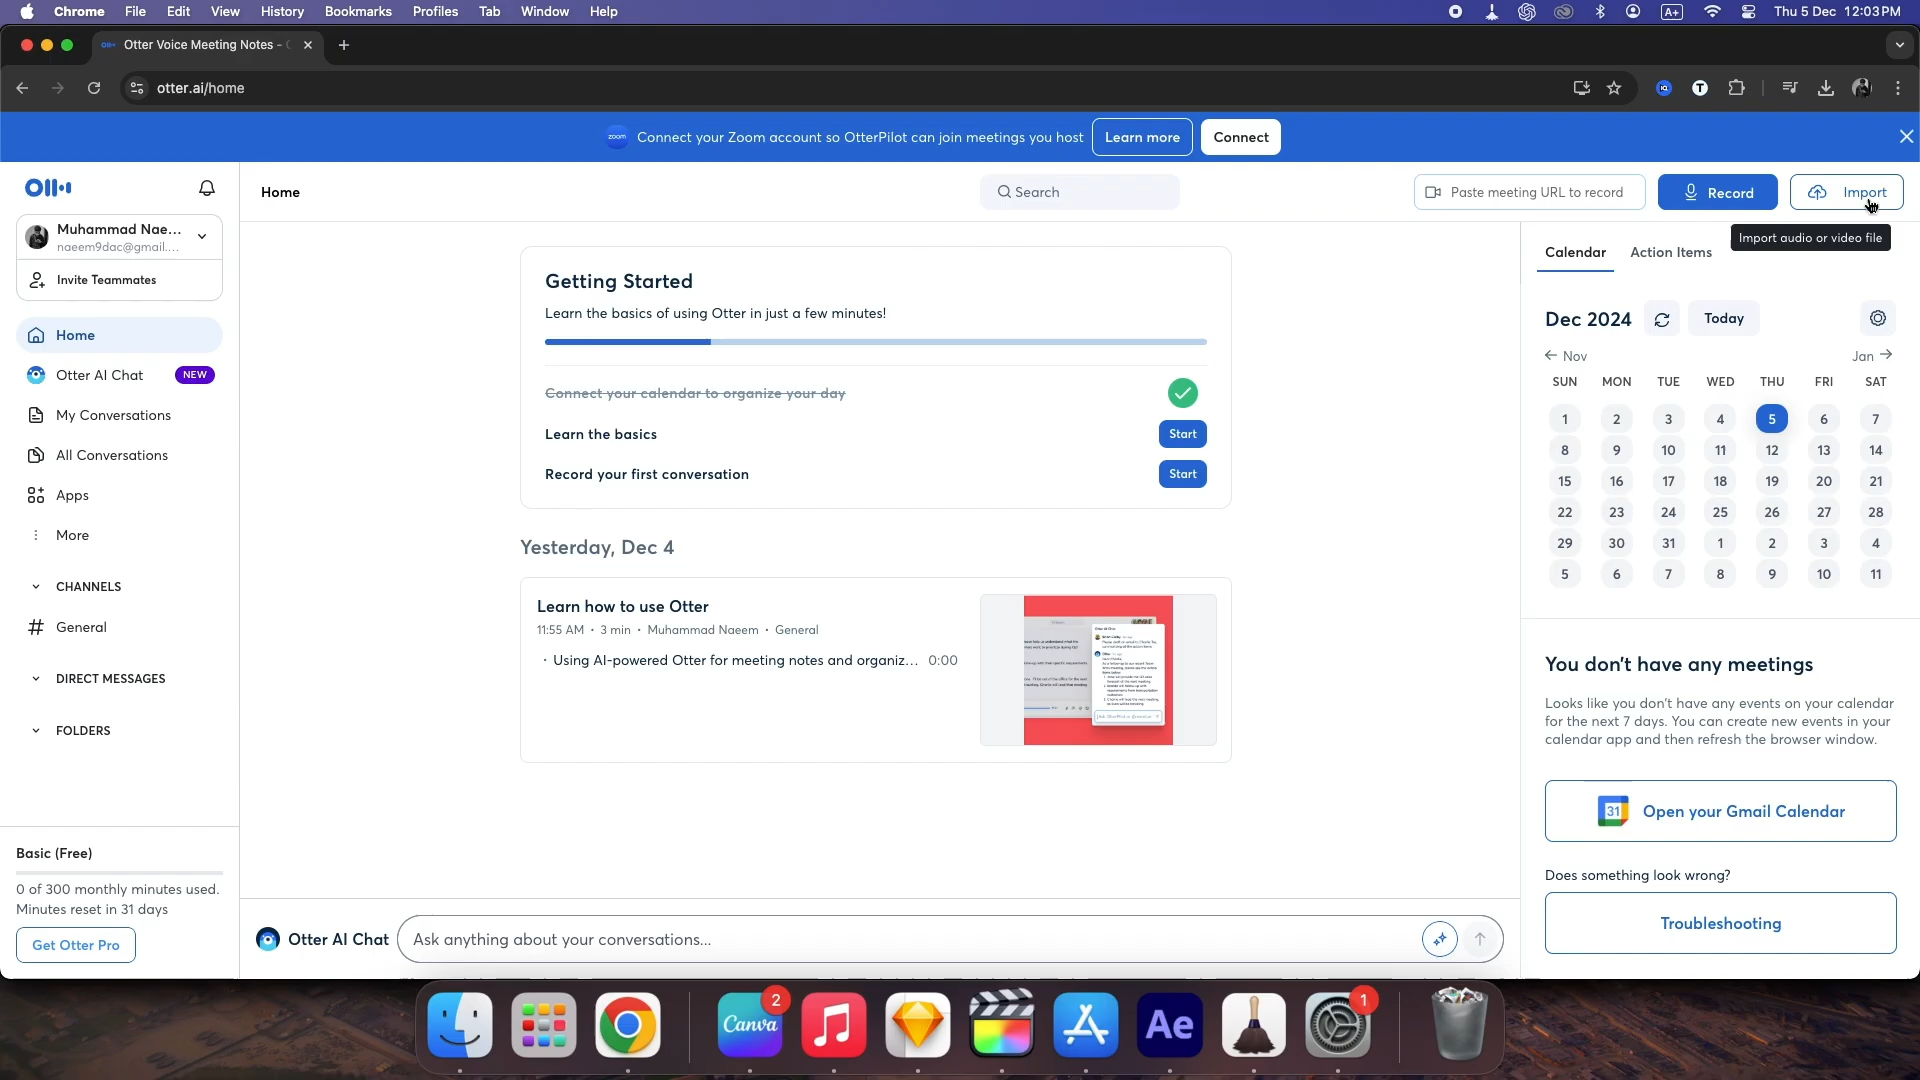 Chrome File Edit View History Bookmarks Profiles Tab Window Help
A+ Thu 5 Dec 12:03 PM
Otter Voice Meeting Notes -
otter.ai/home
zoom Connect your Zoom account so OtterPilot can join meetings you host Learn more Connect
Home
Search
Paste meeting URL to record
Record
Import
Import audio or video file
Muhammad Nae...
naeem9dac@gmail....
Invite Teammates
Home
Otter AI Chat NEW
My Conversations
All Conversations
Apps
More
CHANNELS
# General
DIRECT MESSAGES
FOLDERS
Basic (Free)
0 of 300 monthly minutes used.
Minutes reset in 31 days
Get Otter Pro
Getting Started
Learn the basics of using Otter in just a few minutes!
Connect your calendar to organize your day
Learn the basics Start
Record your first conversation Start
Yesterday, Dec 4
Learn how to use Otter
11:55 AM • 3 min • Muhammad Naeem • General
· Using AI-powered Otter for meeting notes and organiz... 0:00
Otter AI Chat Ask anything about your conversations...
Calendar Action Items
Dec 2024 Today
← Nov Jan →
SUN MON TUE WED THU FRI SAT
1 2 3 4 5 6 7
8 9 10 11 12 13 14
15 16 17 18 19 20 21
22 23 24 25 26 27 28
29 30 31 1 2 3 4
5 6 7 8 9 10 11
You don't have any meetings
Looks like you don't have any events on your calendar
for the next 7 days. You can create new events in your
calendar app and then refresh the browser window.
31 Open your Gmail Calendar
Does something look wrong?
Troubleshooting
Canva 2
Ae
1